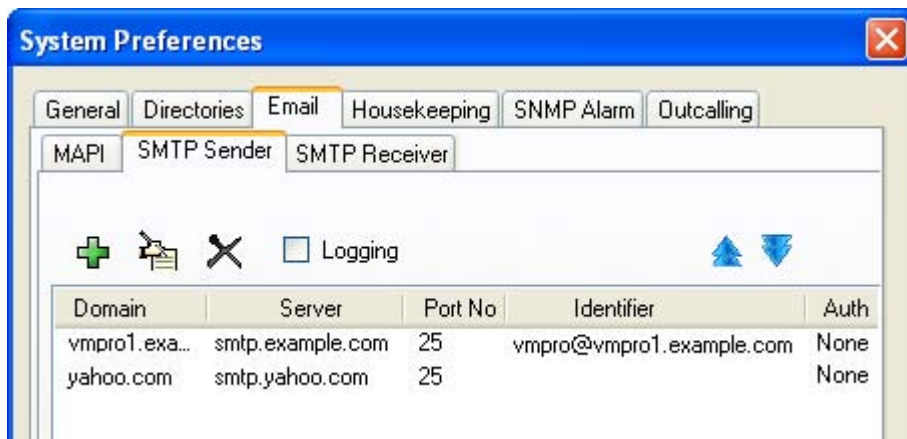 System Preferences
General Directories Email Housekeeping SNMP Alarm Outcalling
MAPI SMTP Sender SMTP Receiver
Logging
Domain Server Port No Identifier Auth
vmpro1.exa... smtp.example.com 25 vmpro@vmpro1.example.com None
yahoo.com smtp.yahoo.com 25 None